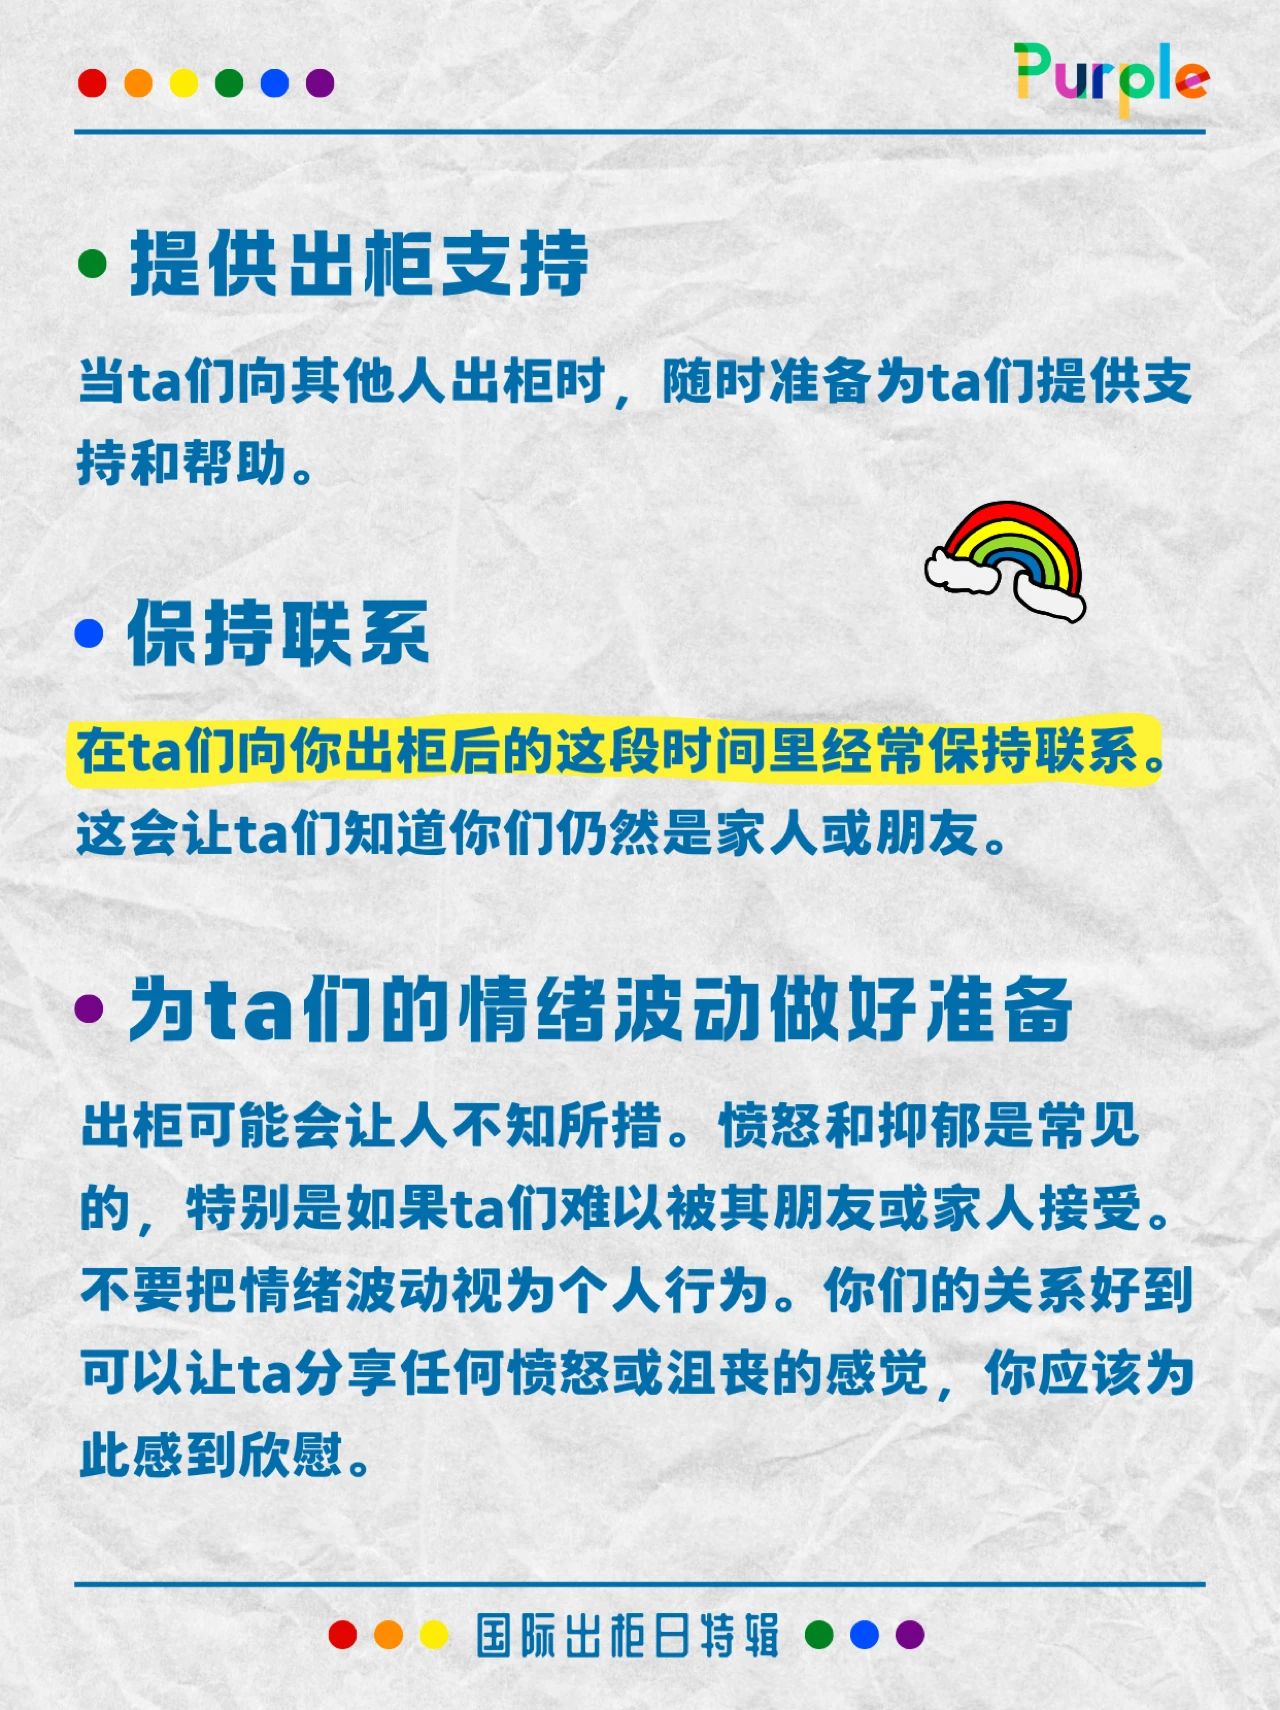 Purple
提供出柜支持
当ta们向其他人出柜时，随时准备为ta们提供支
持和帮助。
保持联系
在ta们向你出柜后的这段时间里经常保持联系。
这会让ta们知道你们仍然是家人或朋友。
为ta们的情绪波动做好准备
出柜可能会让人不知所措。愤怒和抑郁是常见
的，特别是如果ta们难以被其朋友或家人接受。
不要把情绪波动视为个人行为。你们的关系好到
可以让ta分享任何愤怒或沮丧的感觉，你应该为
此感到欣慰。
国际出柜日特辑